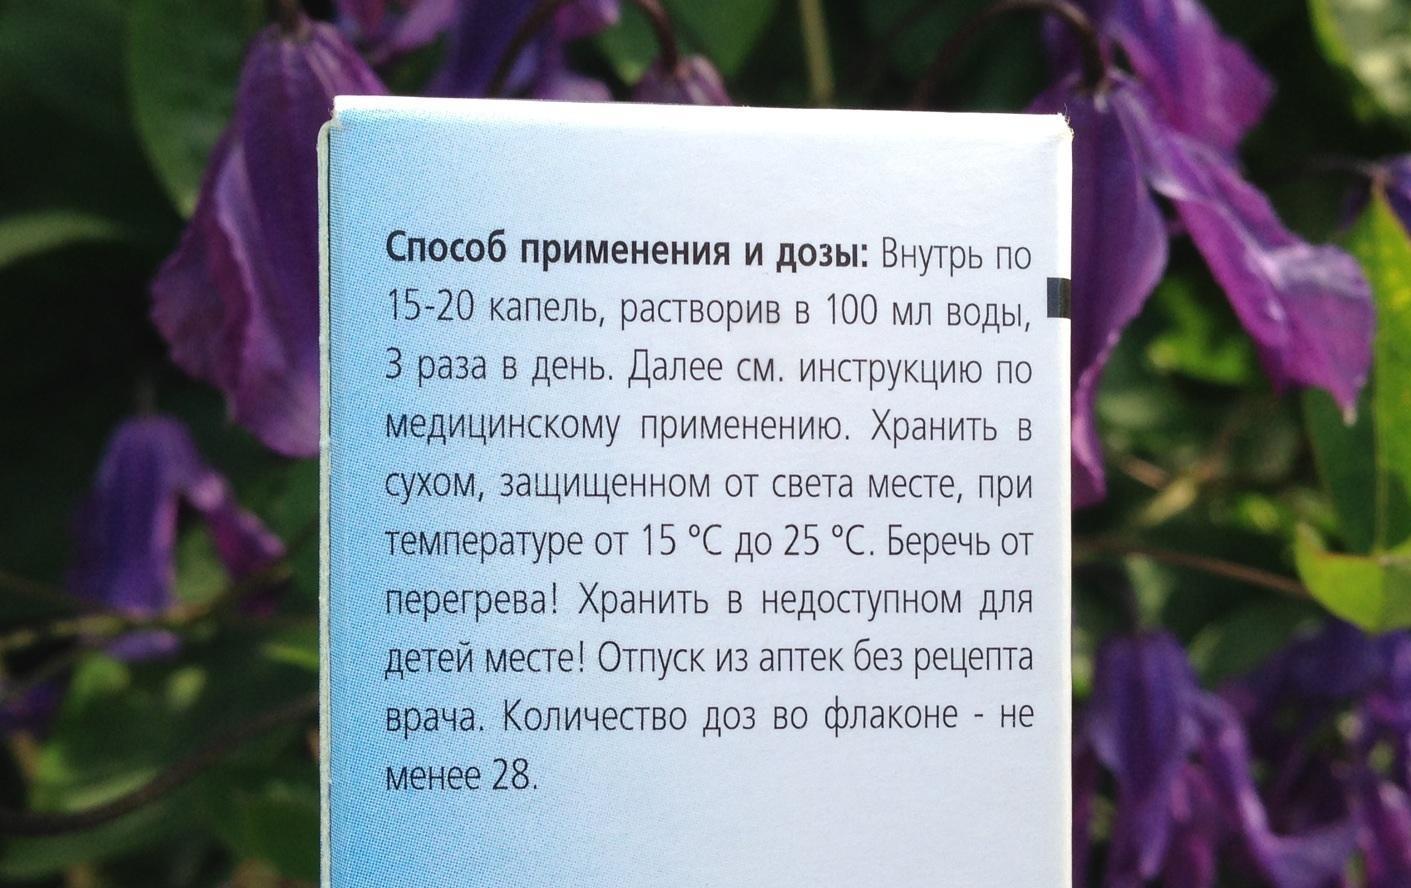 Способ применения и дозы: Внутрь по
15-20 капель, растворив в 100 мл воды,
3 раза в день. Далее см. инструкцию по
медицинскому применению. Хранить в
сухом, защищенном от света месте, при
температуре от 15 °С до 25 °С. Беречь от
перегрева! Хранить в недоступном для
детей месте! Отпуск из аптек без рецепта
врача. Количество доз во флаконе - не
менее 28.